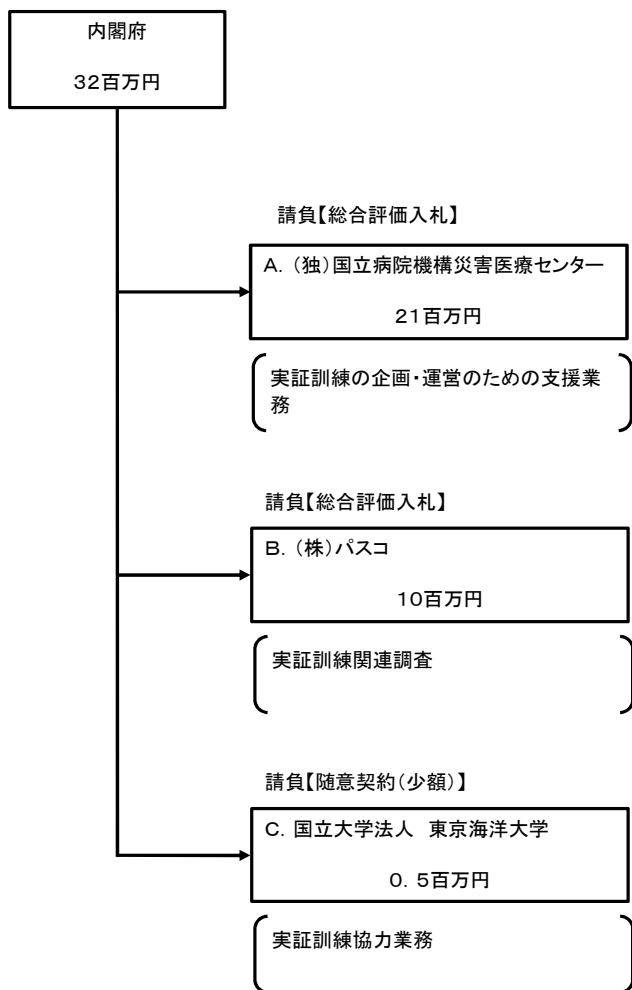 内閣府
32百万円
請負【総合評価入札】
A. (独)国立病院機構災害医療センター
21百万円
実証訓練の企画・運営のための支援業
務
請負【総合評価入札】
B. (株)パスコ
10百万円
実証訓練関連調査
請負【随意契約(少額)】
C. 国立大学法人 東京海洋大学
0. 5百万円
実証訓練協力業務